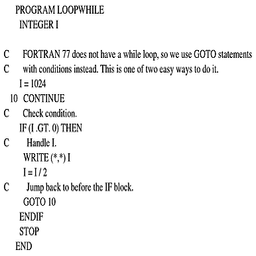 PROGRAM LOOPWHILE
INTEGER I
C FORTRAN 77 does not have a while loop, so we use GOTO statements
C with conditions instead. This is one of two easy ways to do it.
I = 1024
10 CONTINUE
C Check condition.
IF (I .GT. 0) THEN
C Handle I.
WRITE (*,*) I
I = I / 2
C Jump back to before the IF block.
GOTO 10
ENDIF
STOP
END